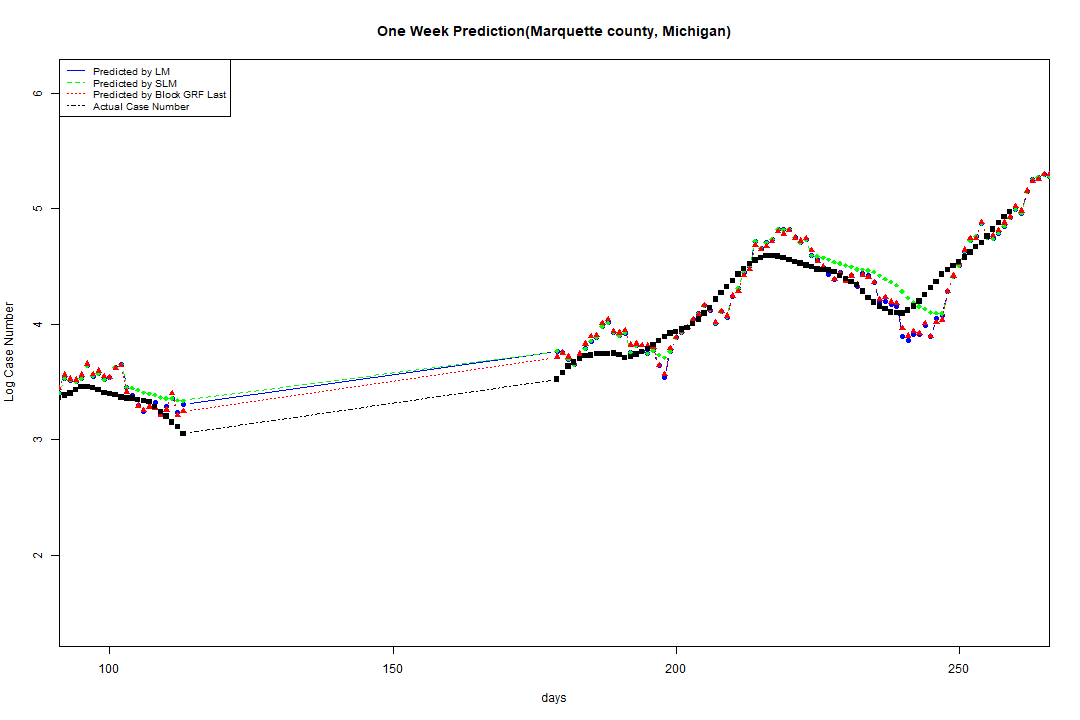 One Week Prediction(Marquette county, Michigan)
Predicted by LM
Predicted by SLM
Predicted by Block GRF Last
Actual Case Number
Log Case Number
6
5
4
3
2
100
150
200
250
days